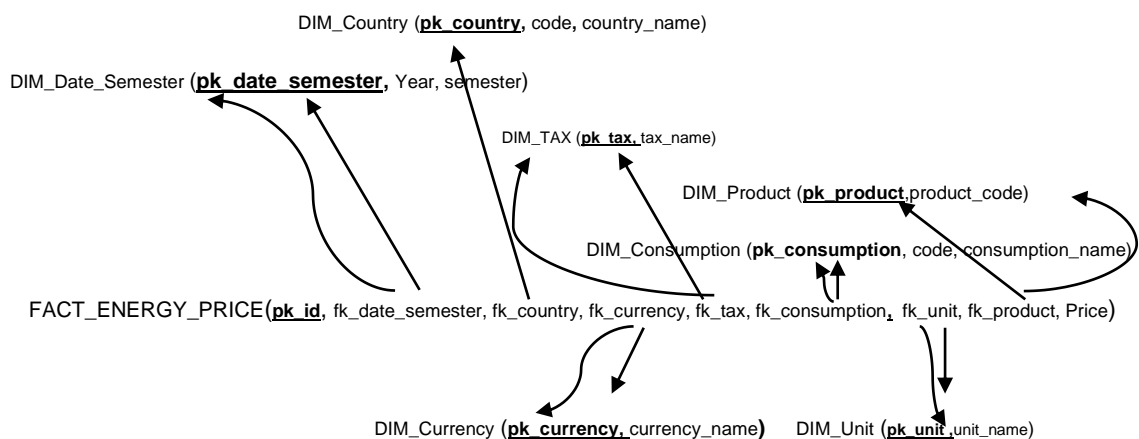 DIM_Country (pk_country, code, country_name)
DIM_Date_Semester (pk_date_semester, Year, semester)
DIM_TAX (pk_tax, tax_name)
DIM_Product (pk_product,product_code)
DIM_Consumption (pk_consumption, code, consumption_name)
FACT_ENERGY_PRICE(pk_id, fk_date_semester, fk_country, fk_currency, fk_tax, fk_consumption, fk_unit, fk_product, Price)
DIM_Currency (pk_currency, currency_name) DIM_Unit (pk_unit ,unit_name)